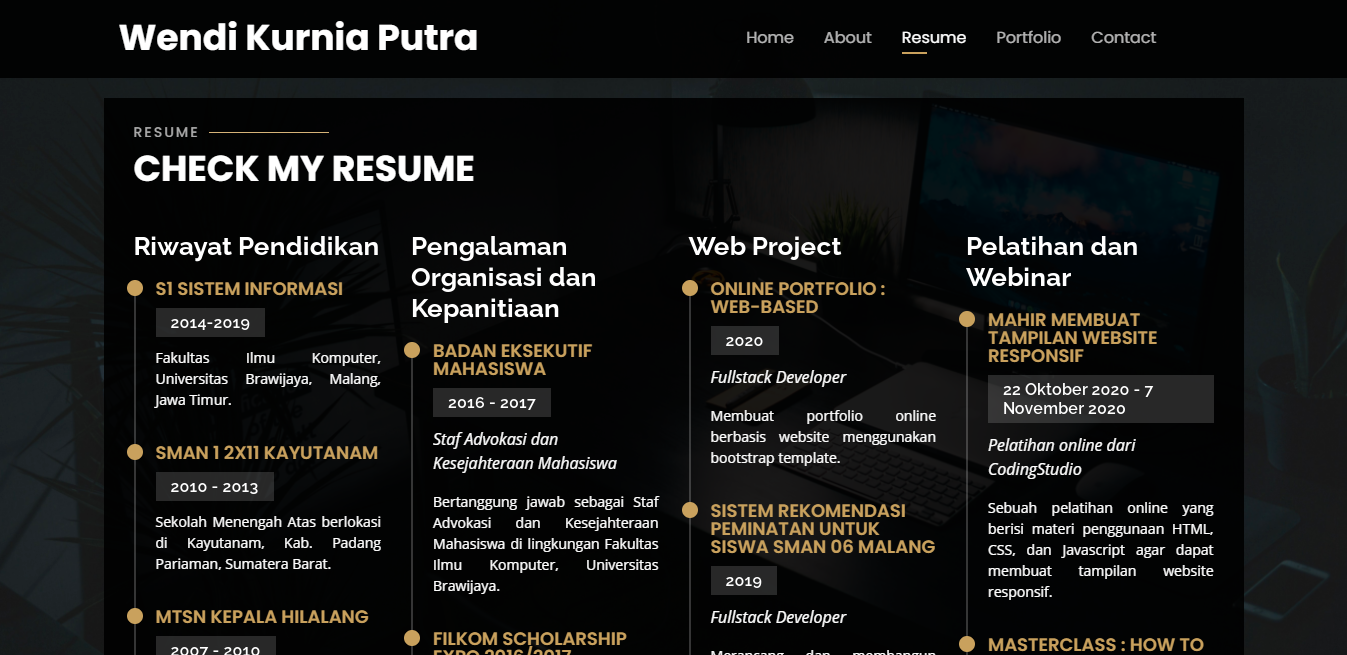 Wendi Kurnia Putra
Home
About
Resume
Portfolio
Contact
RESUME
CHECK MY RESUME
Riwayat Pendidikan
S1 SISTEM INFORMASI
2014-2019
Fakultas Ilmu Komputer,
Universitas Brawijaya, Malang,
Jawa Timur.
SMAN 1 2X11 KAYUTANAM
2010 - 2013
Sekolah Menengah Atas berlokasi
di Kayutanam, Kab. Padang
Pariaman, Sumatera Barat.
MTSN KEPALA HILALANG
2007 - 2010
Pengalaman
Organisasi dan
Kepanitiaan
BADAN EKSEKUTIF
MAHASISWA
2016 - 2017
Staf Advokasi dan
Kesejahteraan Mahasiswa
Bertanggung jawab sebagai Staf
Advokasi dan Kesejahteraan
Mahasiswa di lingkungan Fakultas
Ilmu Komputer, Universitas
Brawijaya.
FILKOM SCHOLARSHIP
EXPO 2016/2017
Web Project
ONLINE PORTFOLIO :
WEB-BASED
2020
Fullstack Developer
Membuat portfolio online
berbasis website menggunakan
bootstrap template.
SISTEM REKOMENDASI
PEMINATAN UNTUK
SISWA SMAN 06 MALANG
2019
Fullstack Developer
Merancang dan membangun
Pelatihan dan
Webinar
MAHIR MEMBUAT
TAMPILAN WEBSITE
RESPONSIF
22 Oktober 2020 - 7
November 2020
Pelatihan online dari
CodingStudio
Sebuah pelatihan online yang
berisi materi penggunaan HTML,
CSS, dan Javascript agar dapat
membuat tampilan website
responsif.
MASTERCLASS : HOW TO